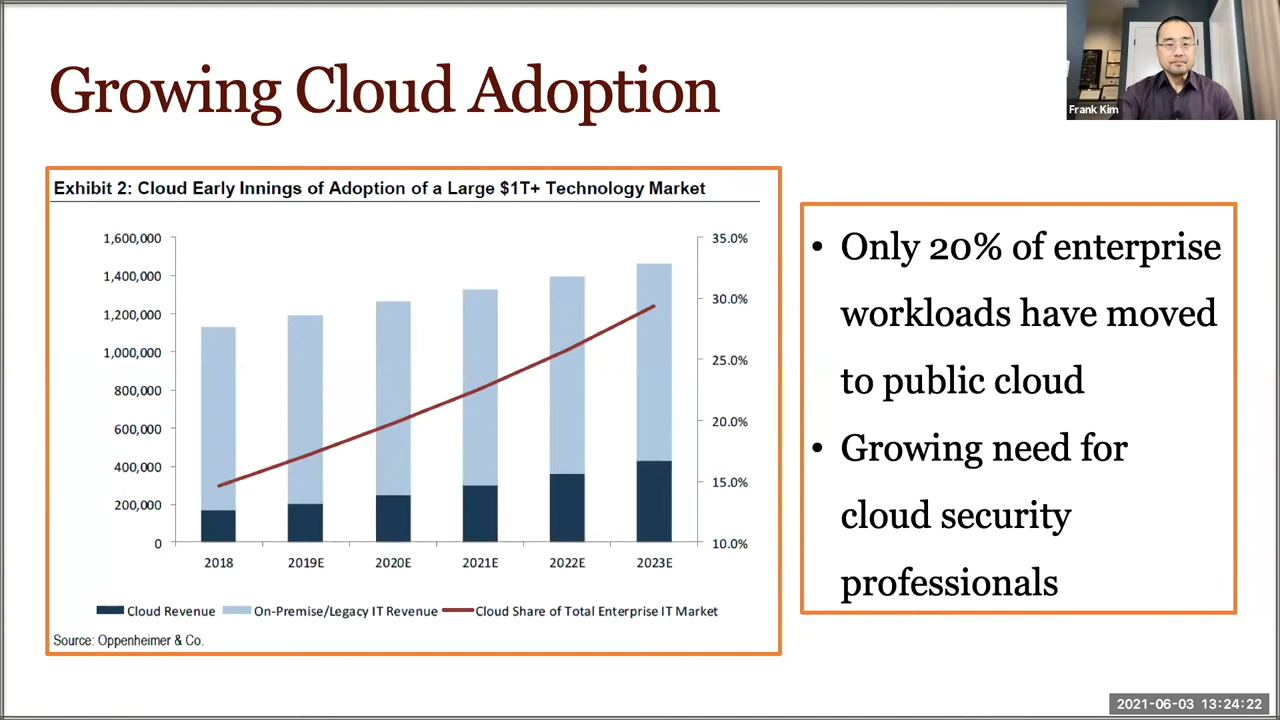 Growing Cloud Adoption
Frank Kim
Exhibit 2: Cloud Early Innings of Adoption of a Large $1T+ Technology Market
1,600,000
1,400,000
1,200,000
1,000,000
800,000
600,000
400,000
200,000
0
35.0%
30.0%
25.0%
20.0%
15.0%
10.0%
2018 2019E 2020E 2021E 2022E 2023E
Cloud Revenue On-Premise/Legacy IT Revenue Cloud Share of Total Enterprise IT Market
Source: Oppenheimer & Co.
• Only 20% of enterprise
workloads have moved
to public cloud
• Growing need for
cloud security
professionals
2021-06-03 13:24:22